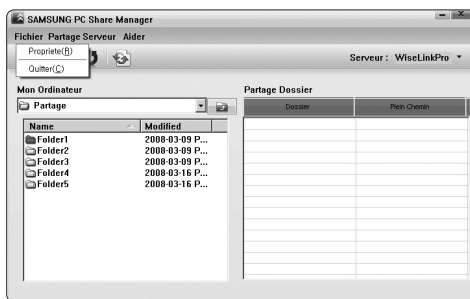 SAMSUNG PC Share Manager
Fichier Partage Serveur Aider
Propriete(R)
Quitter(C)
Serveur : WiseLinkPro
Mon Ordinateur
Partage Dossier
Partage
Dossier Plein Chemin
Name Modified
Folder1 2008-03-09 P...
Folder2 2008-03-09 P...
Folder3 2008-03-09 P...
Folder4 2008-03-16 P...
Folder5 2008-03-16 P...